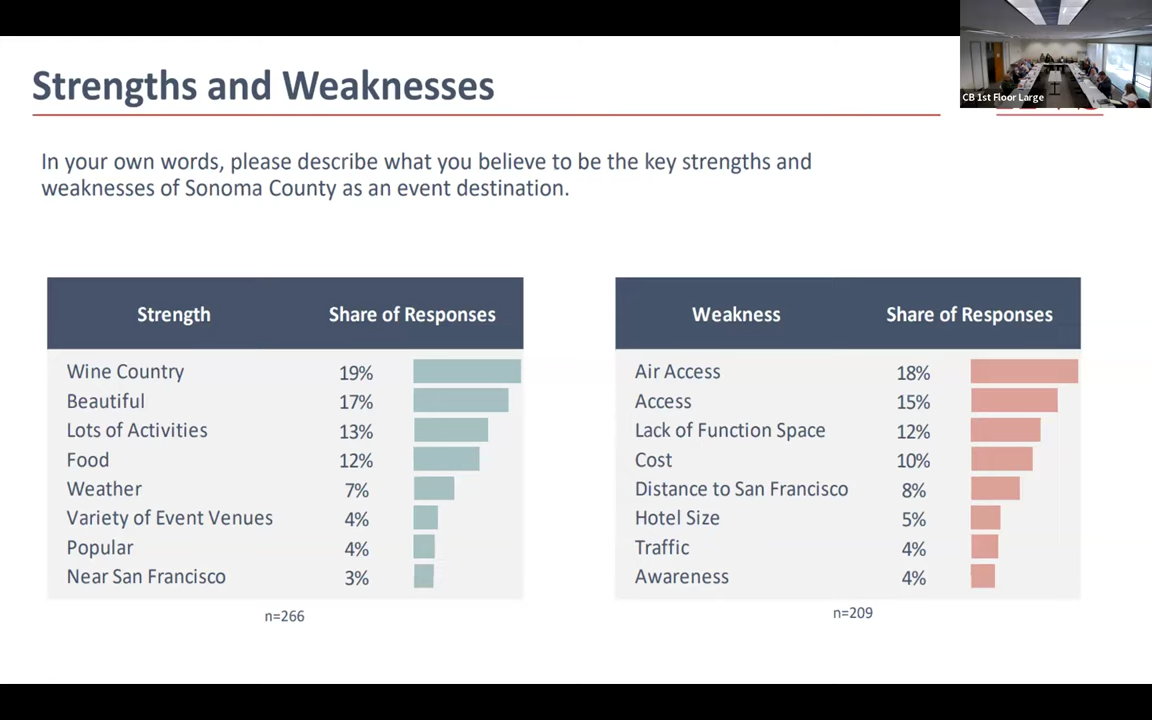 Strengths and Weaknesses
CB 1st Floor Large
In your own words, please describe what you believe to be the key strengths and
weaknesses of Sonoma County as an event destination.
Strength Share of Responses
Wine Country 19%
Beautiful 17%
Lots of Activities 13%
Food 12%
Weather 7%
Variety of Event Venues 4%
Popular 4%
Near San Francisco 3%
n=266
Weakness Share of Responses
Air Access 18%
Access 15%
Lack of Function Space 12%
Cost 10%
Distance to San Francisco 8%
Hotel Size 5%
Traffic 4%
Awareness 4%
n=209